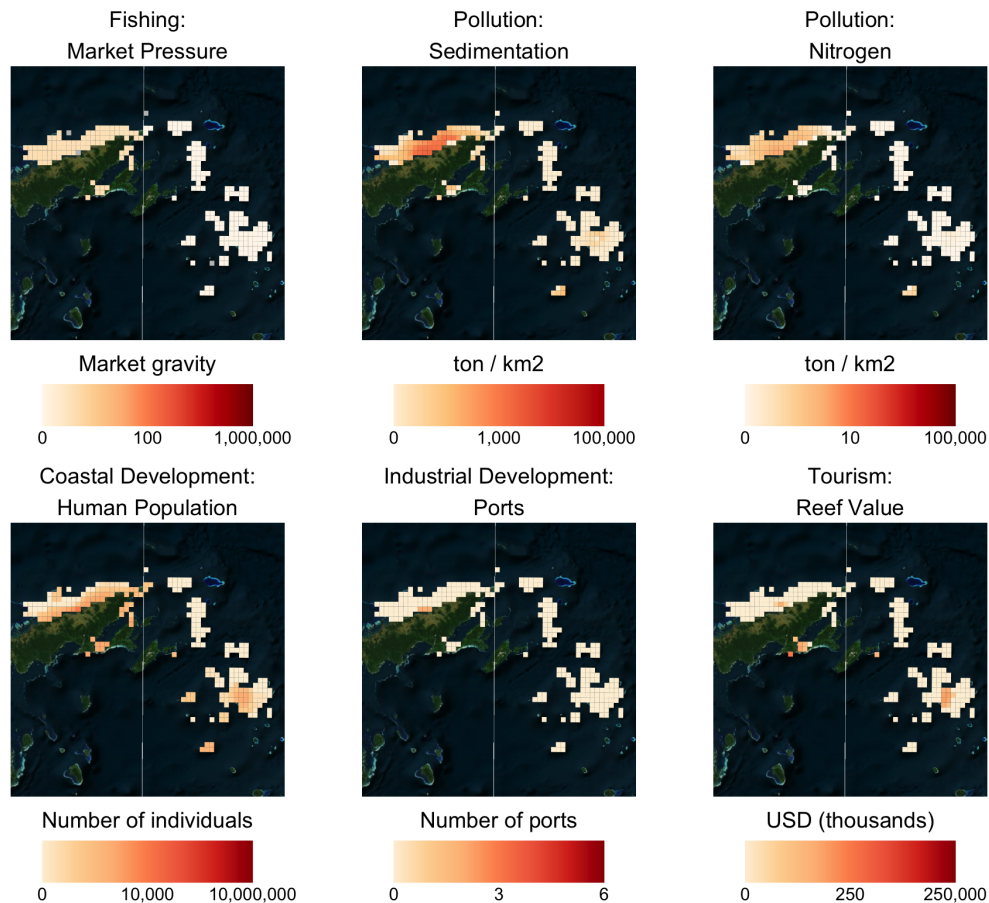 Fishing:
Market Pressure
Pollution:
Sedimentation
Pollution:
Nitrogen
Market gravity
0 100 1,000,000
ton / km2
0 1,000 100,000
ton / km2
0 10 100,000
Coastal Development:
Human Population
Industrial Development:
Ports
Tourism:
Reef Value
Number of individuals
0 10,000 10,000,000
Number of ports
0 3 6
USD (thousands)
0 250 250,000